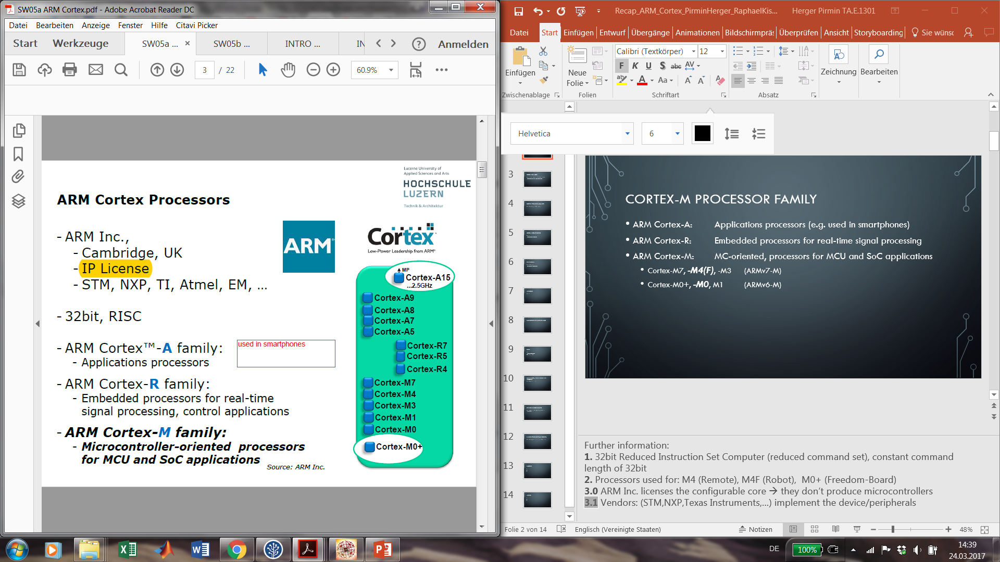 SW05a ARM Cortex.pdf - Adobe Acrobat Reader DC
Datei Bearbeiten Anzeige Fenster Hilfe Citavi Picker
Start Werkzeuge SW05a ... × SW05b ... INTRO ... IN Anmelden
3 / 22 60.9%
Lucerne University of
Applied Sciences and Arts
HOCHSCHULE
LUZERN
Technik & Architektur
ARM Cortex Processors
- ARM Inc.,
- Cambridge, UK
- IP License
- STM, NXP, TI, Atmel, EM, ...
- 32bit, RISC
- ARM Cortex™-A family:
- Applications processors
used in smartphones
- ARM Cortex-R family:
- Embedded processors for real-time
signal processing, control applications
- ARM Cortex-M family:
- Microcontroller-oriented processors
for MCU and SoC applications
Source: ARM Inc.
ARM®
Cortex
Low-Power Leadership from ARM®
MP
Cortex-A15
...2.5GHz
Cortex-A9
Cortex-A8
Cortex-A7
Cortex-A5
Cortex-R7
Cortex-R5
Cortex-R4
Cortex-M7
Cortex-M4
Cortex-M3
Cortex-M1
Cortex-M0
Cortex-M0+
Recap_ARM_Cortex_PirminHerger_RaphaelKis... Herger Pirmin TA.E.1301
Datei Start Einfügen Entwurf Übergänge Animationen Bildschirmpräs Überprüfen Ansicht Storyboarding Sie wünsc
Einfügen
Neue
Folie
Calibri (Textkörper) 12
F K U S abc AV
Aa A A A
Zeichnung Bearbeiten
Zwischenablage Folien Schriftart Absatz
Helvetica 6
3
4
5
6
7
8
9
10
11
12
13
14
CORTEX-M PROCESSOR FAMILY
• ARM Cortex-A: Applications processors (e.g. used in smartphones)
• ARM Cortex-R: Embedded processors for real-time signal processing
• ARM Cortex-M: MC-oriented, processors for MCU and SoC applications
• Cortex-M7, -M4(F), -M3 (ARMv7-M)
• Cortex-M0+, -M0, M1 (ARMv6-M)
Further information:
1. 32bit Reduced Instruction Set Computer (reduced command set), constant command
length of 32bit
2. Processors used for: M4 (Remote), M4F (Robot), M0+ (Freedom-Board)
3.0 ARM Inc. licenses the configurable core → they don't produce microcontrollers
3.1 Vendors: (STM,NXP,Texas Instruments,...) implement the device/peripherals
Folie 2 von 14 Englisch (Vereinigte Staaten) Notizen 48%
DE 100% 14:39
24.03.2017